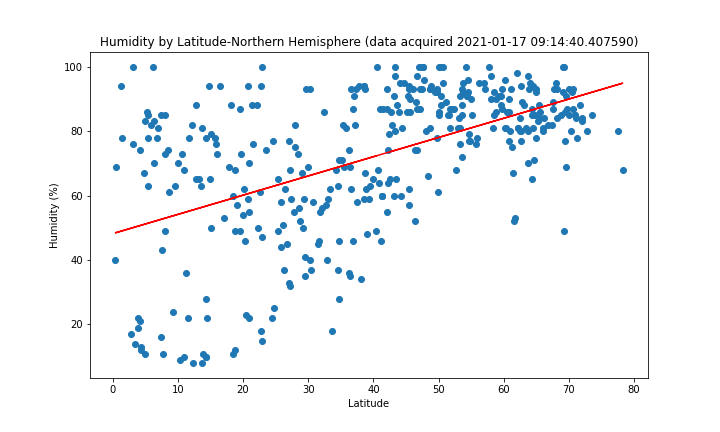 Humidity by Latitude-Northern Hemisphere (data acquired 2021-01-17 09:14:40.407590)
100
80
60
40
20
Humidity (%)
0 10 20 30 40 50 60 70 80
Latitude